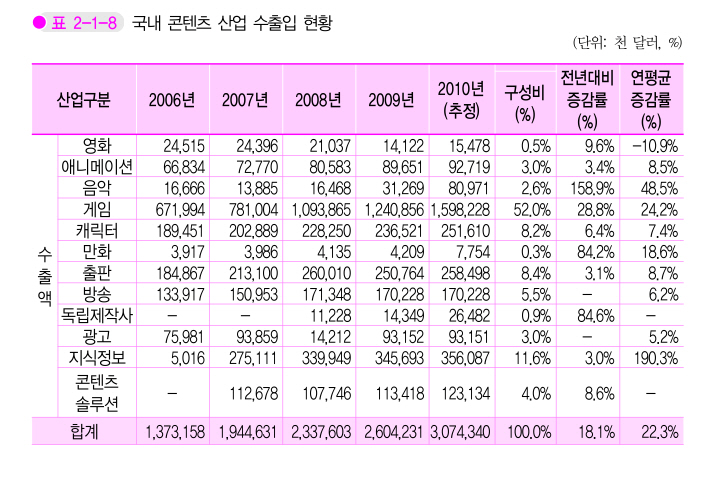 ● 표 2-1-8 국내 콘텐츠 산업 수출입 현황
(단위: 천 달러, %)
산업구분 2006년 2007년 2008년 2009년 2010년 (추정) 구성비 (%) 전년대비 증감률 (%) 연평균 증감률 (%)
수출액
영화 24,515 24,396 21,037 14,122 15,478 0.5% 9.6% -10.9%
애니메이션 66,834 72,770 80,583 89,651 92,719 3.0% 3.4% 8.5%
음악 16,666 13,885 16,468 31,269 80,971 2.6% 158.9% 48.5%
게임 671,994 781,004 1,093,865 1,240,856 1,598,228 52.0% 28.8% 24.2%
캐릭터 189,451 202,889 228,250 236,521 251,610 8.2% 6.4% 7.4%
만화 3,917 3,986 4,135 4,209 7,754 0.3% 84.2% 18.6%
출판 184,867 213,100 260,010 250,764 258,498 8.4% 3.1% 8.7%
방송 133,917 150,953 171,348 170,228 170,228 5.5% - 6.2%
독립제작사 - - 11,228 14,349 26,482 0.9% 84.6% -
광고 75,981 93,859 14,212 93,152 93,151 3.0% - 5.2%
지식정보 5,016 275,111 339,949 345,693 356,087 11.6% 3.0% 190.3%
콘텐츠 솔루션 - 112,678 107,746 113,418 123,134 4.0% 8.6% -
합계 1,373,158 1,944,631 2,337,603 2,604,231 3,074,340 100.0% 18.1% 22.3%